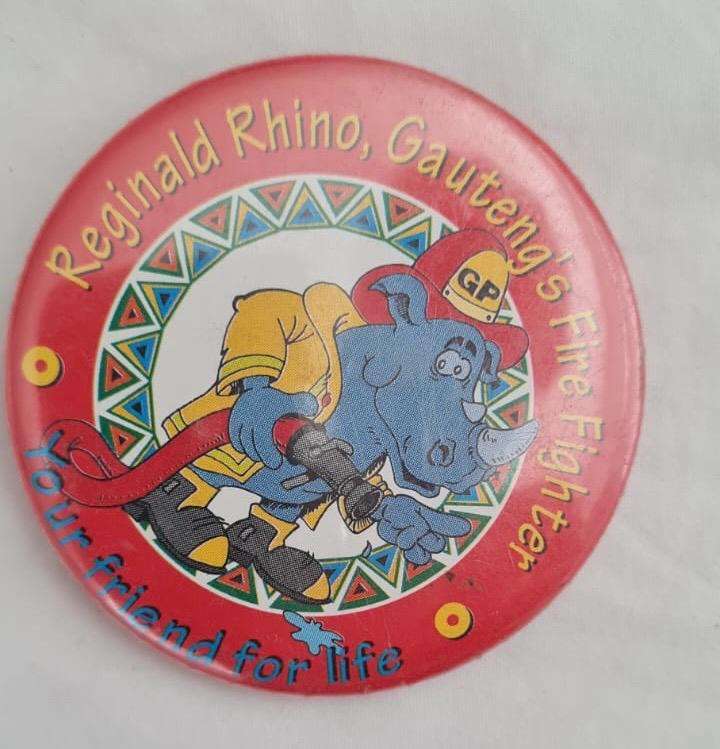 Reginald Rhino, Gauteng's Fire Fighter
GP
Your friend for life